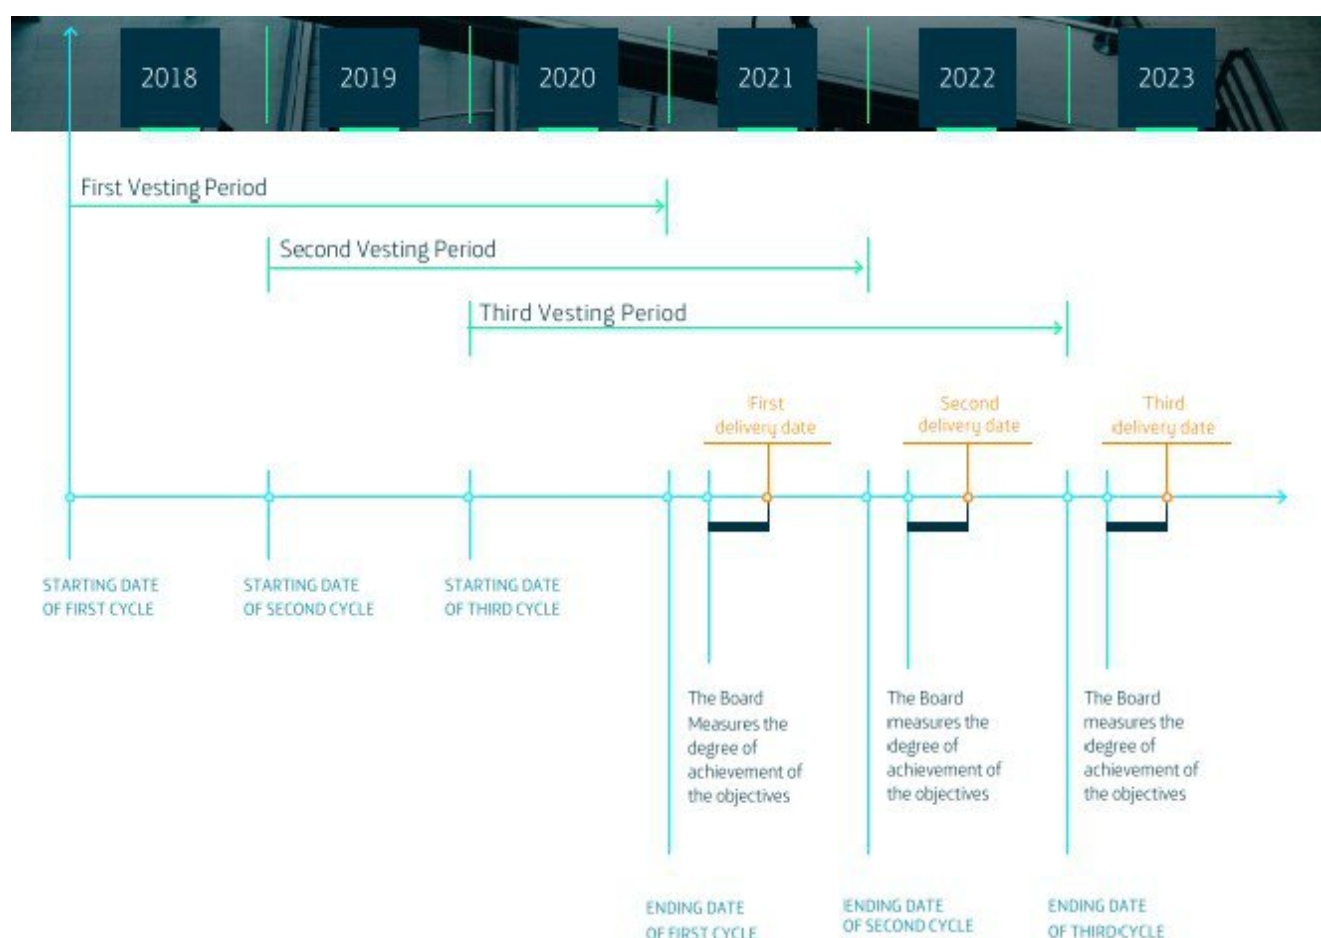 2018
2019
2020
2021
2022
2023
First Vesting Period
Second Vesting Period
Third Vesting Period
First
delivery date
Second
delivery date
Third
delivery date
STARTING DATE
OF FIRST CYCLE
STARTING DATE
OF SECOND CYCLE
STARTING DATE
OF THIRD CYCLE
The Board
Measures the
degree of
achievement of
the objectives
The Board
measures the
degree of
achievement of
the objectives
The Board
measures the
degree of
achievement of
the objectives
ENDING DATE
OF FIRST CYCLE
ENDING DATE
OF SECOND CYCLE
ENDING DATE
OF THIRD CYCLE